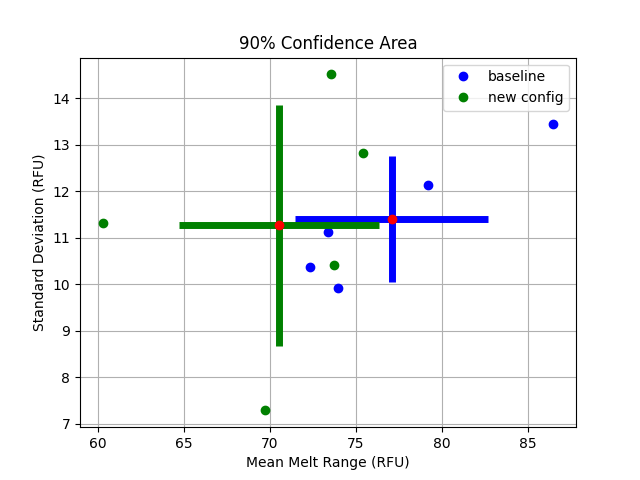 90% Confidence Area
baseline
new config
Standard Deviation (RFU)
14
13
12
11
10
9
8
7
60
65
70
75
80
85
Mean Melt Range (RFU)